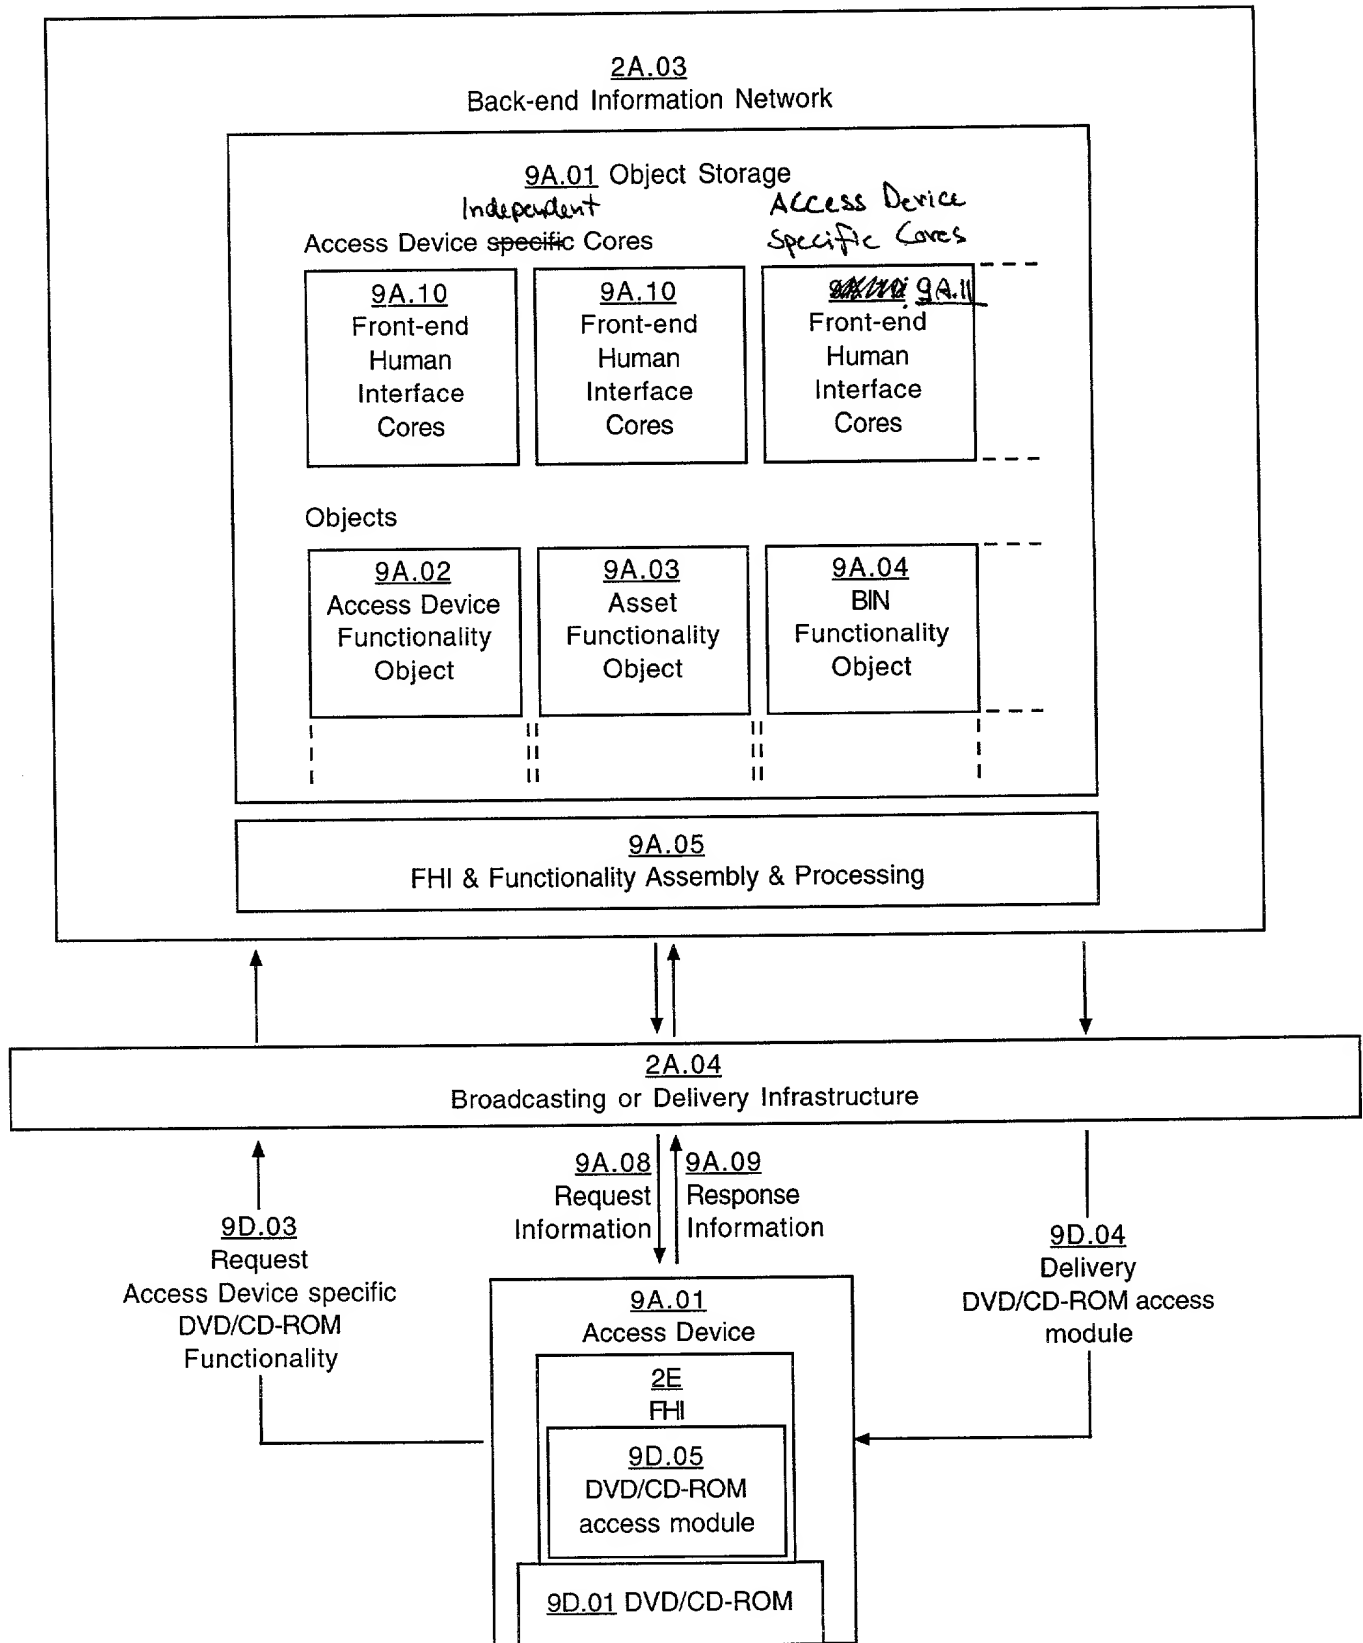 2A.03
Back-end Information Network
9A.01 Object Storage
Independent
Access Device specific Cores
Access Device
Specific Cores
9A.10
Front-end
Human
Interface
Cores
9A.10
Front-end
Human
Interface
Cores
9A.11
Front-end
Human
Interface
Cores
Objects
9A.02
Access Device
Functionality
Object
9A.03
Asset
Functionality
Object
9A.04
BIN
Functionality
Object
9A.05
FHI & Functionality Assembly & Processing
2A.04
Broadcasting or Delivery Infrastructure
9D.03
Request
Access Device specific
DVD/CD-ROM
Functionality
9A.08
Request
Information
9A.09
Response
Information
9D.04
Delivery
DVD/CD-ROM access
module
9A.01
Access Device
2E
FHI
9D.05
DVD/CD-ROM
access module
9D.01 DVD/CD-ROM